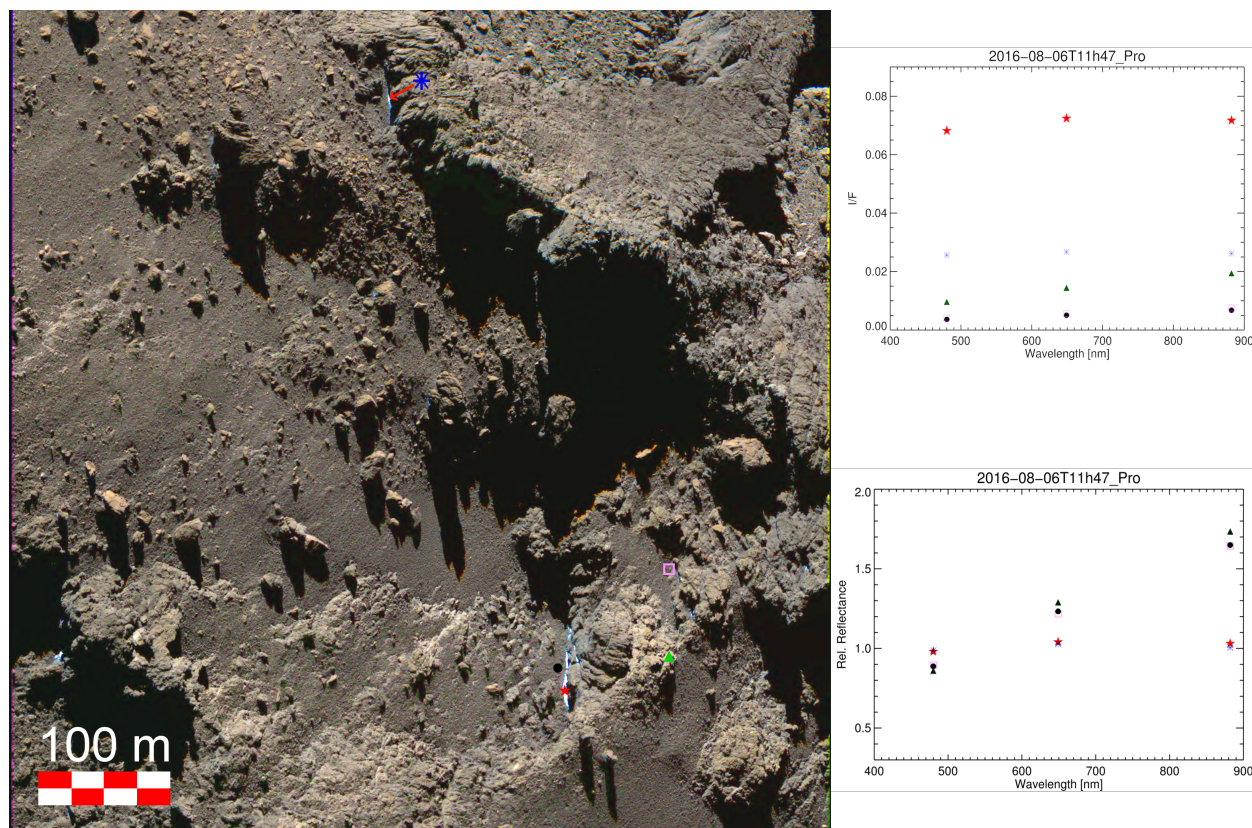 100 m
2016−08−06T11h47_Pro
0.08
0.06
0.04
0.02
0.00
I/F
400 500 600 700 800 900
Wavelength [nm]
2016−08−06T11h47_Pro
2.0
1.5
1.0
0.5
Rel. Reflectance
400 500 600 700 800 900
Wavelength [nm]